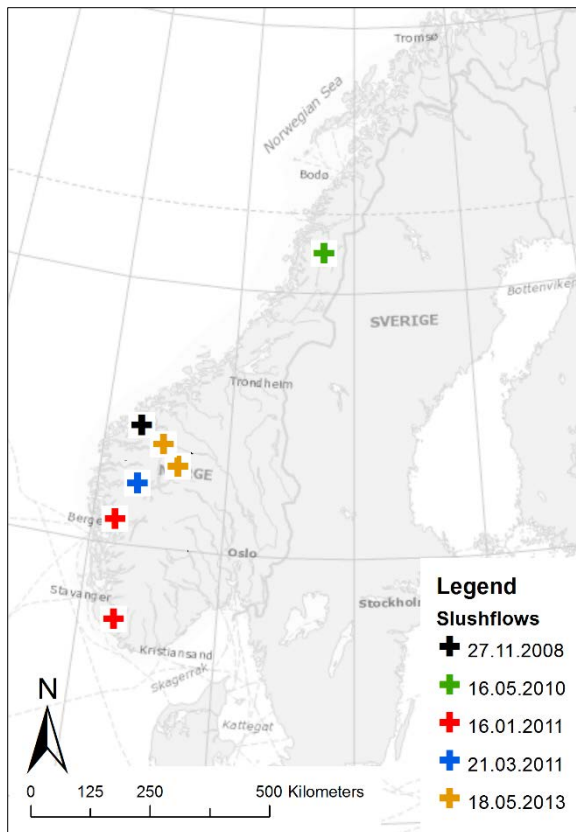 Tromsø
Norwegian Sea
Bodø
Bottenviken
SVERIGE
Trondheim
Bergen
Oslo
Stavanger
Stockholm
Kristiansand
Skagerrak
Kattegat
N
0 125 250 500 Kilometers
Legend
Slushflows
27.11.2008
16.05.2010
16.01.2011
21.03.2011
18.05.2013